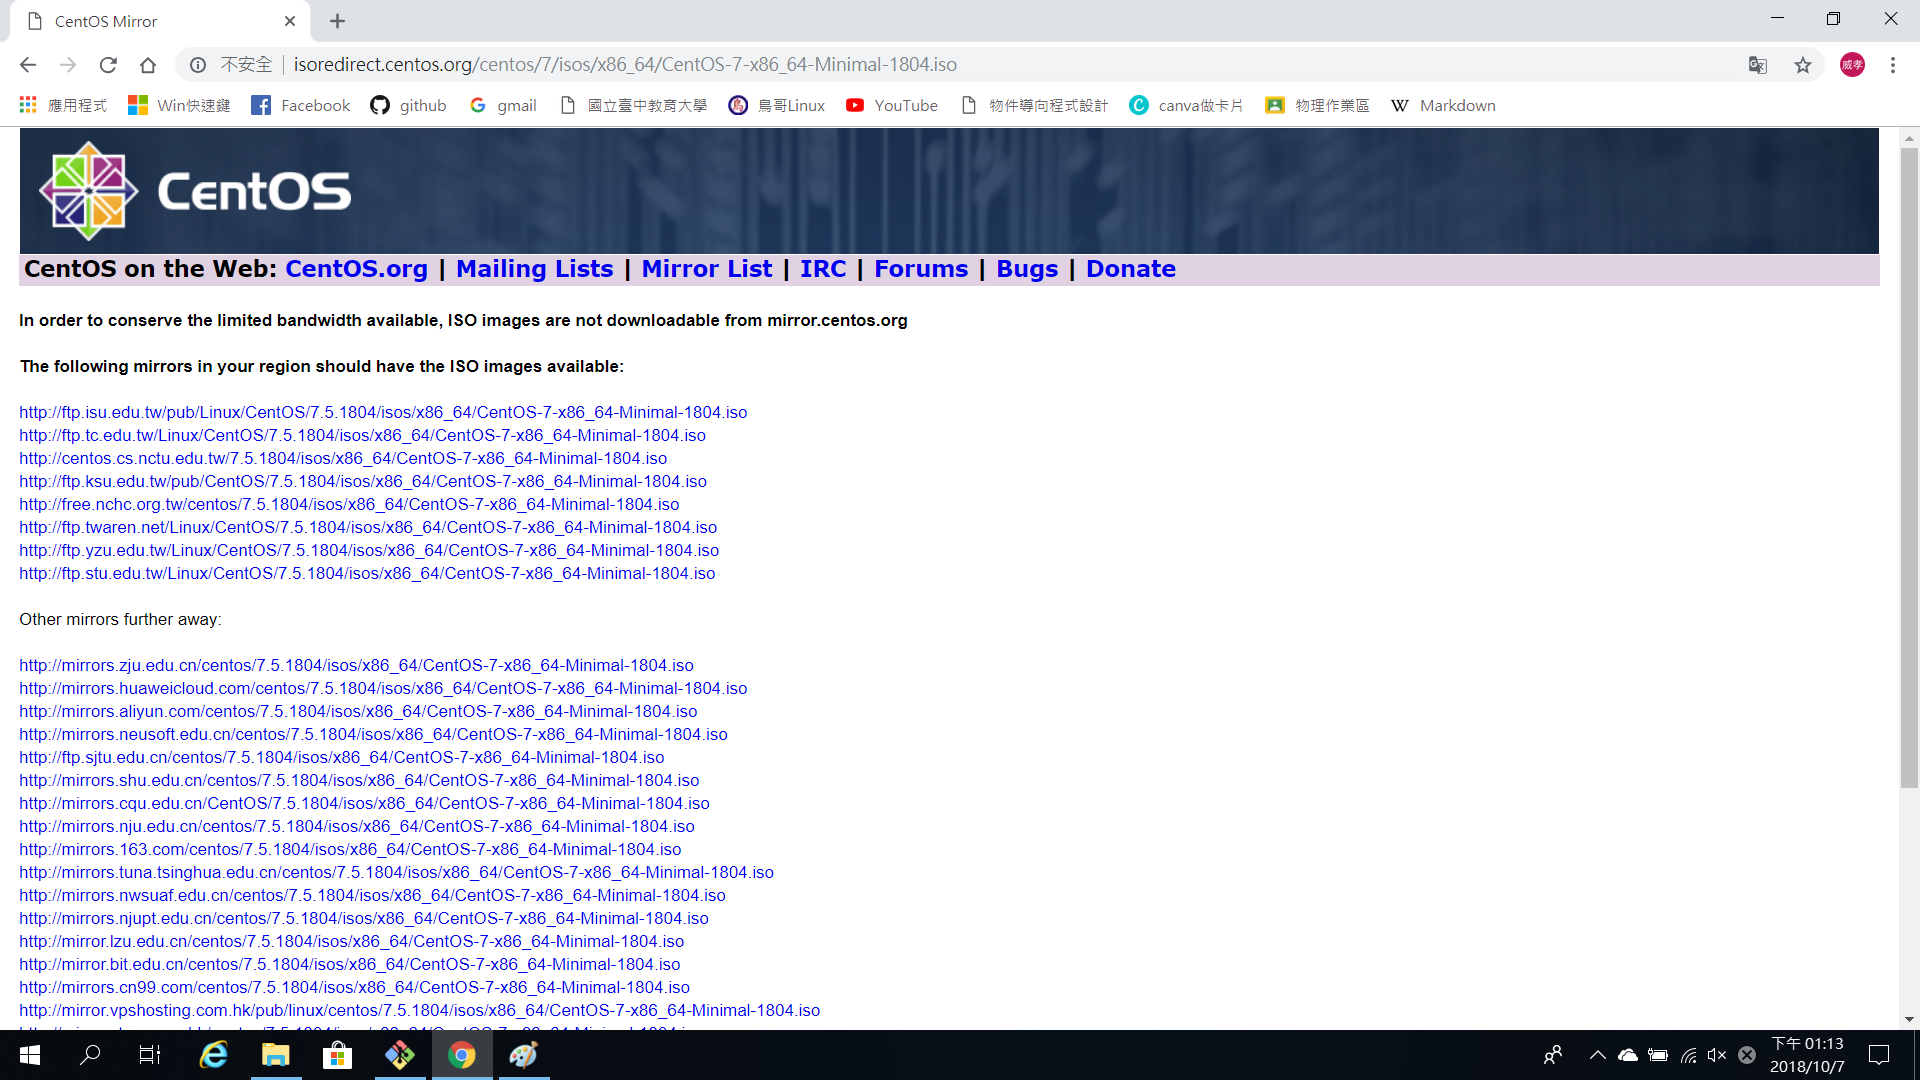 CentOS Mirror
不安全
isoredirect.centos.org/centos/7/isos/x86_64/CentOS-7-x86_64-Minimal-1804.iso
威孝
應用程式 Win快速鍵 Facebook github gmail 國立臺中教育大學 鳥哥Linux YouTube 物件導向程式設計 canva做卡片 物理作業區 Markdown
CentOS
CentOS on the Web: CentOS.org | Mailing Lists | Mirror List | IRC | Forums | Bugs | Donate
In order to conserve the limited bandwidth available, ISO images are not downloadable from mirror.centos.org
The following mirrors in your region should have the ISO images available:
http://ftp.isu.edu.tw/pub/Linux/CentOS/7.5.1804/isos/x86_64/CentOS-7-x86_64-Minimal-1804.iso
http://ftp.tc.edu.tw/Linux/CentOS/7.5.1804/isos/x86_64/CentOS-7-x86_64-Minimal-1804.iso
http://centos.cs.nctu.edu.tw/7.5.1804/isos/x86_64/CentOS-7-x86_64-Minimal-1804.iso
http://ftp.ksu.edu.tw/pub/CentOS/7.5.1804/isos/x86_64/CentOS-7-x86_64-Minimal-1804.iso
http://free.nchc.org.tw/centos/7.5.1804/isos/x86_64/CentOS-7-x86_64-Minimal-1804.iso
http://ftp.twaren.net/Linux/CentOS/7.5.1804/isos/x86_64/CentOS-7-x86_64-Minimal-1804.iso
http://ftp.yzu.edu.tw/Linux/CentOS/7.5.1804/isos/x86_64/CentOS-7-x86_64-Minimal-1804.iso
http://ftp.stu.edu.tw/Linux/CentOS/7.5.1804/isos/x86_64/CentOS-7-x86_64-Minimal-1804.iso
Other mirrors further away:
http://mirrors.zju.edu.cn/centos/7.5.1804/isos/x86_64/CentOS-7-x86_64-Minimal-1804.iso
http://mirrors.huaweicloud.com/centos/7.5.1804/isos/x86_64/CentOS-7-x86_64-Minimal-1804.iso
http://mirrors.aliyun.com/centos/7.5.1804/isos/x86_64/CentOS-7-x86_64-Minimal-1804.iso
http://mirrors.neusoft.edu.cn/centos/7.5.1804/isos/x86_64/CentOS-7-x86_64-Minimal-1804.iso
http://ftp.sjtu.edu.cn/centos/7.5.1804/isos/x86_64/CentOS-7-x86_64-Minimal-1804.iso
http://mirrors.shu.edu.cn/centos/7.5.1804/isos/x86_64/CentOS-7-x86_64-Minimal-1804.iso
http://mirrors.cqu.edu.cn/CentOS/7.5.1804/isos/x86_64/CentOS-7-x86_64-Minimal-1804.iso
http://mirrors.nju.edu.cn/centos/7.5.1804/isos/x86_64/CentOS-7-x86_64-Minimal-1804.iso
http://mirrors.163.com/centos/7.5.1804/isos/x86_64/CentOS-7-x86_64-Minimal-1804.iso
http://mirrors.tuna.tsinghua.edu.cn/centos/7.5.1804/isos/x86_64/CentOS-7-x86_64-Minimal-1804.iso
http://mirrors.nwsuaf.edu.cn/centos/7.5.1804/isos/x86_64/CentOS-7-x86_64-Minimal-1804.iso
http://mirrors.njupt.edu.cn/centos/7.5.1804/isos/x86_64/CentOS-7-x86_64-Minimal-1804.iso
http://mirror.lzu.edu.cn/centos/7.5.1804/isos/x86_64/CentOS-7-x86_64-Minimal-1804.iso
http://mirror.bit.edu.cn/centos/7.5.1804/isos/x86_64/CentOS-7-x86_64-Minimal-1804.iso
http://mirrors.cn99.com/centos/7.5.1804/isos/x86_64/CentOS-7-x86_64-Minimal-1804.iso
http://mirror.vpshosting.com.hk/pub/linux/centos/7.5.1804/isos/x86_64/CentOS-7-x86_64-Minimal-1804.iso
下午 01:13
2018/10/7